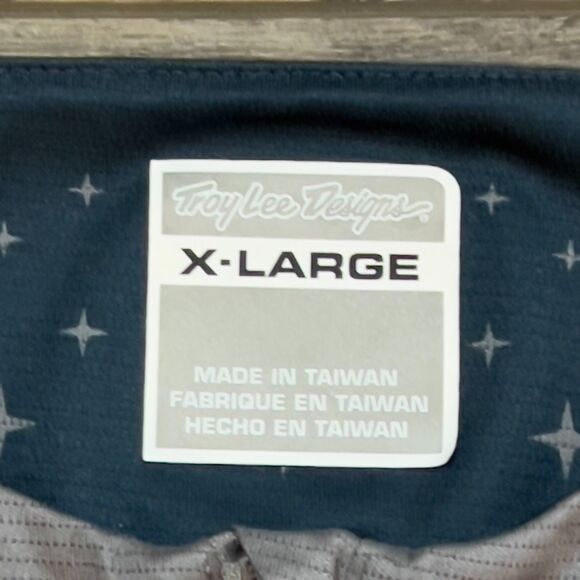 Troy Lee Designs
X-LARGE
MADE IN TAIWAN
FABRIQUE EN TAIWAN
HECHO EN TAIWAN